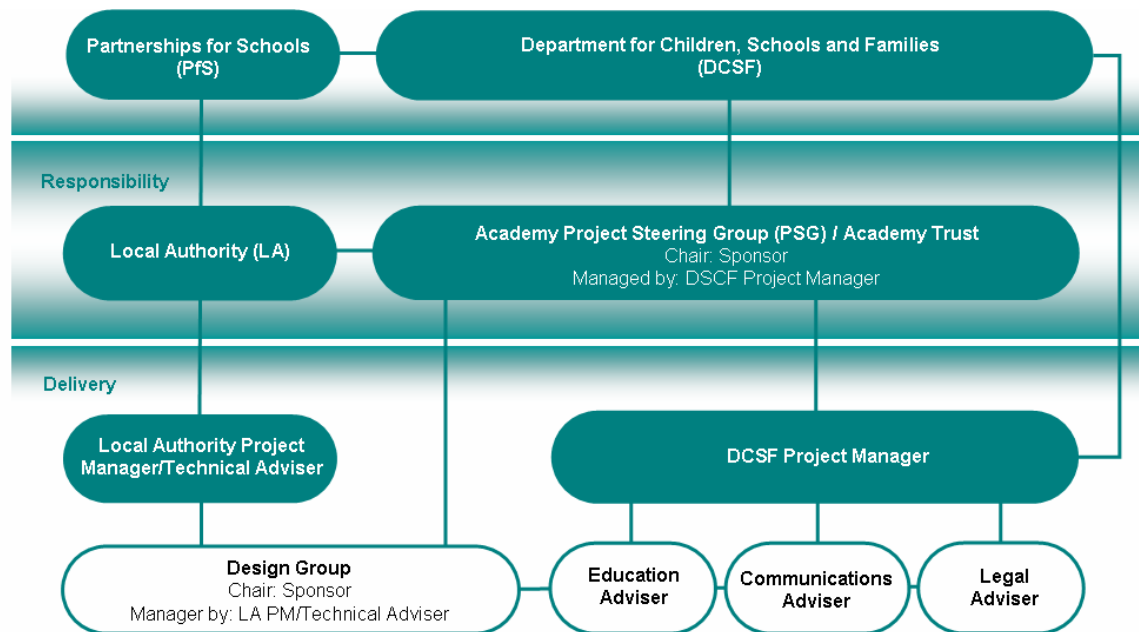 Partnerships for Schools
(PfS)
Department for Children, Schools and Families
(DCSF)
Responsibility
Local Authority (LA)
Academy Project Steering Group (PSG) / Academy Trust
Chair: Sponsor
Managed by: DSCF Project Manager
Delivery
Local Authority Project
Manager/Technical Adviser
DCSF Project Manager
Design Group
Chair: Sponsor
Manager by: LA PM/Technical Adviser
Education
Adviser
Communications
Adviser
Legal
Adviser